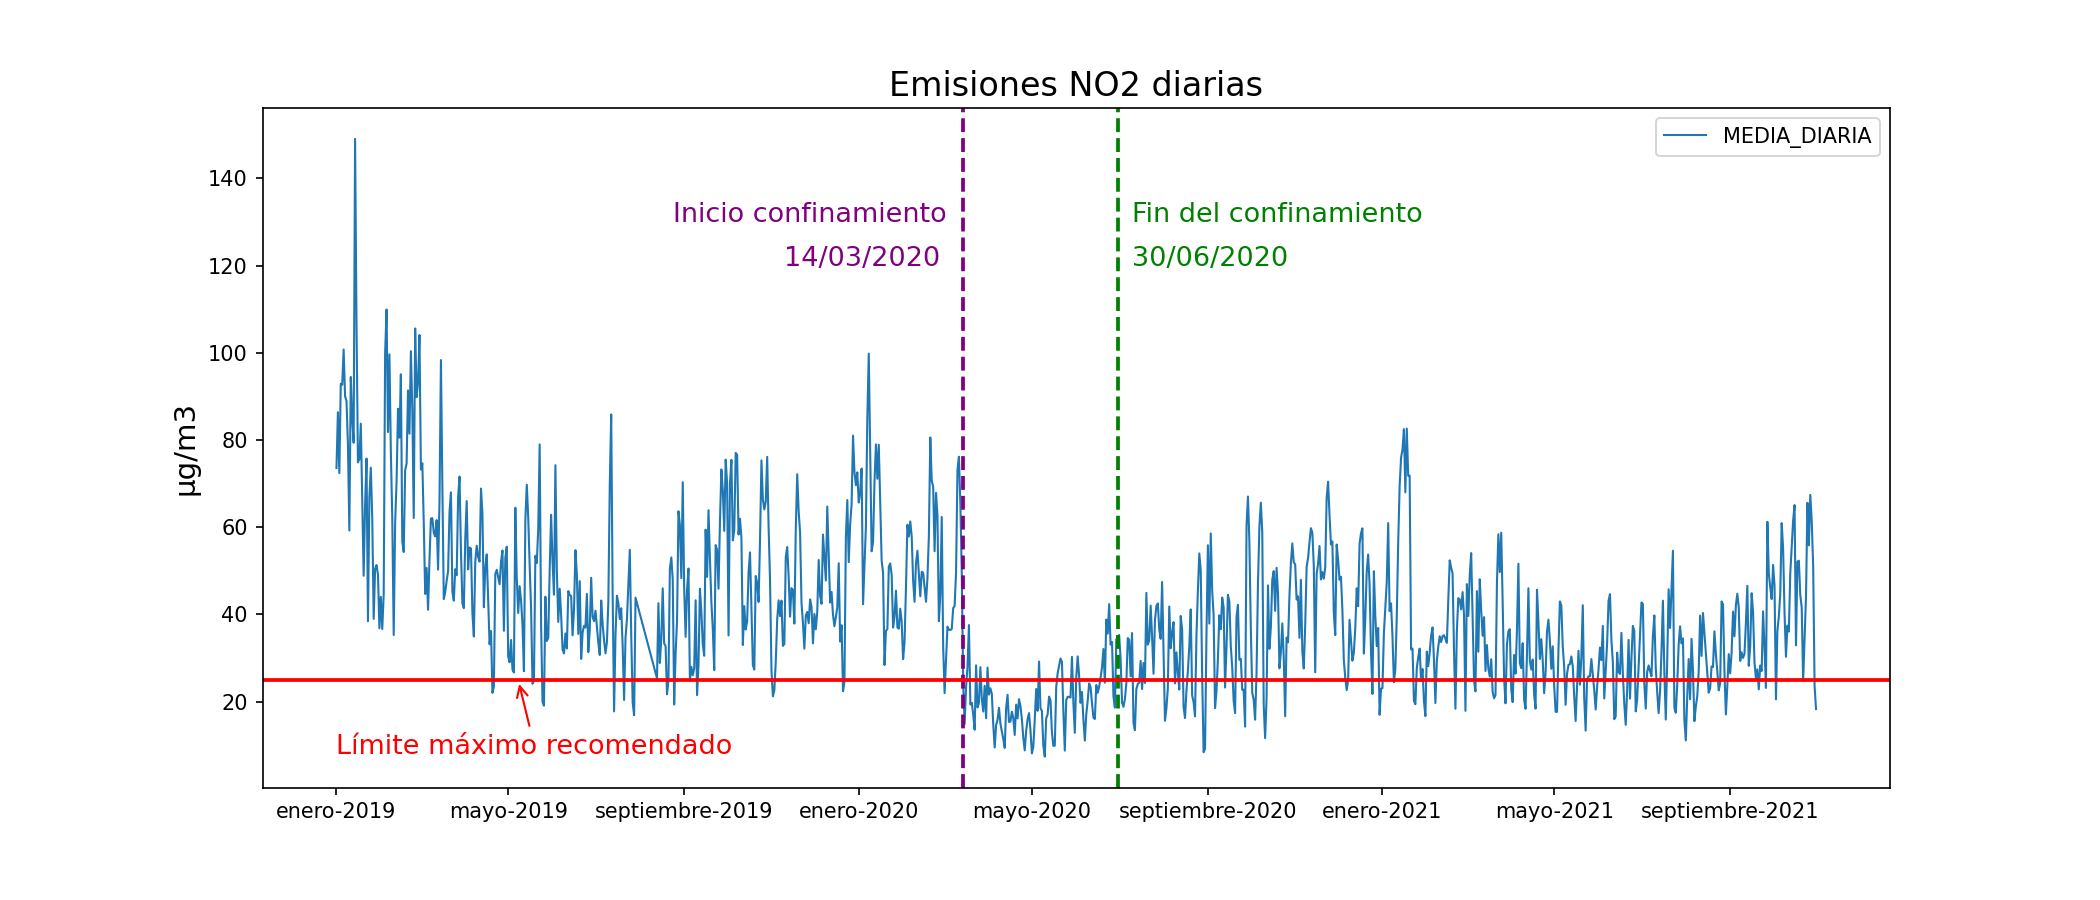 Emisiones NO2 diarias
MEDIA_DIARIA
µg/m3
140
120
100
80
60
40
20
Inicio confinamiento
14/03/2020
Fin del confinamiento
30/06/2020
Límite máximo recomendado
enero-2019
mayo-2019
septiembre-2019
enero-2020
mayo-2020
septiembre-2020
enero-2021
mayo-2021
septiembre-2021